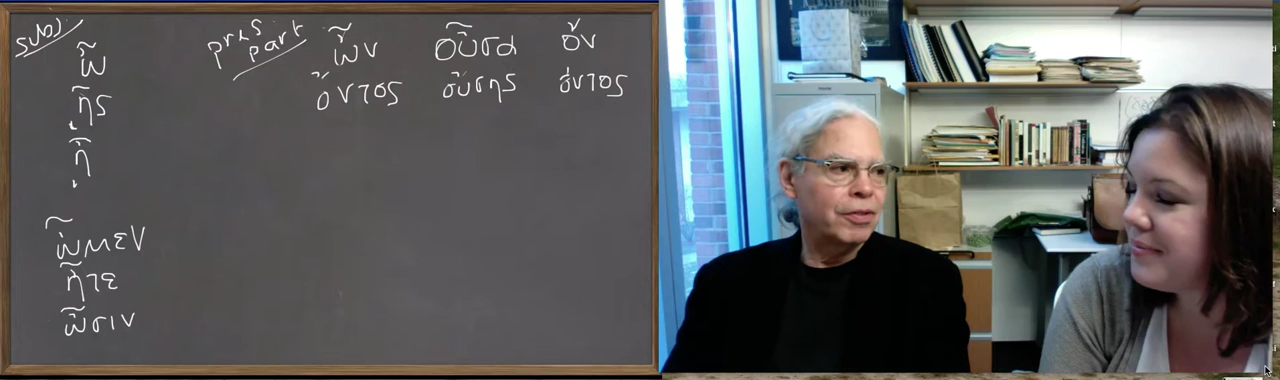 subj
ὦ
ᾖς
ᾖ
ὦμεν
ἦτε
ὦσιν
pres part
ὤν οὖσα ὄν
ὄντος οὔσης ὄντος